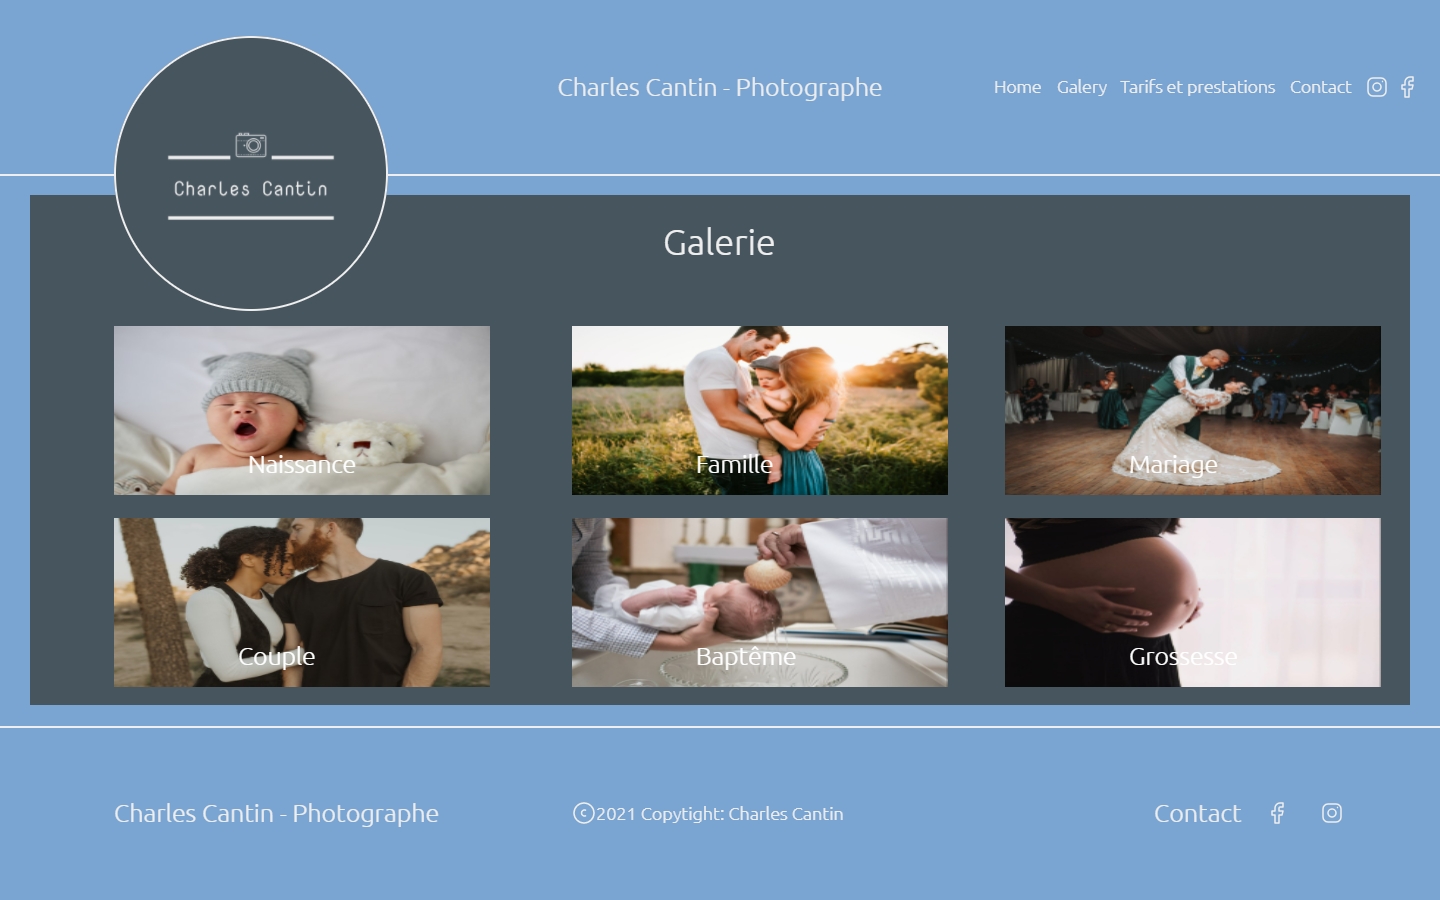 Charles Cantin - Photographe
Home Galery Tarifs et prestations Contact
Charles Cantin
Galerie
Naissance
Famille
Mariage
Couple
Baptême
Grossesse
Charles Cantin - Photographe
©2021 Copytight: Charles Cantin
Contact